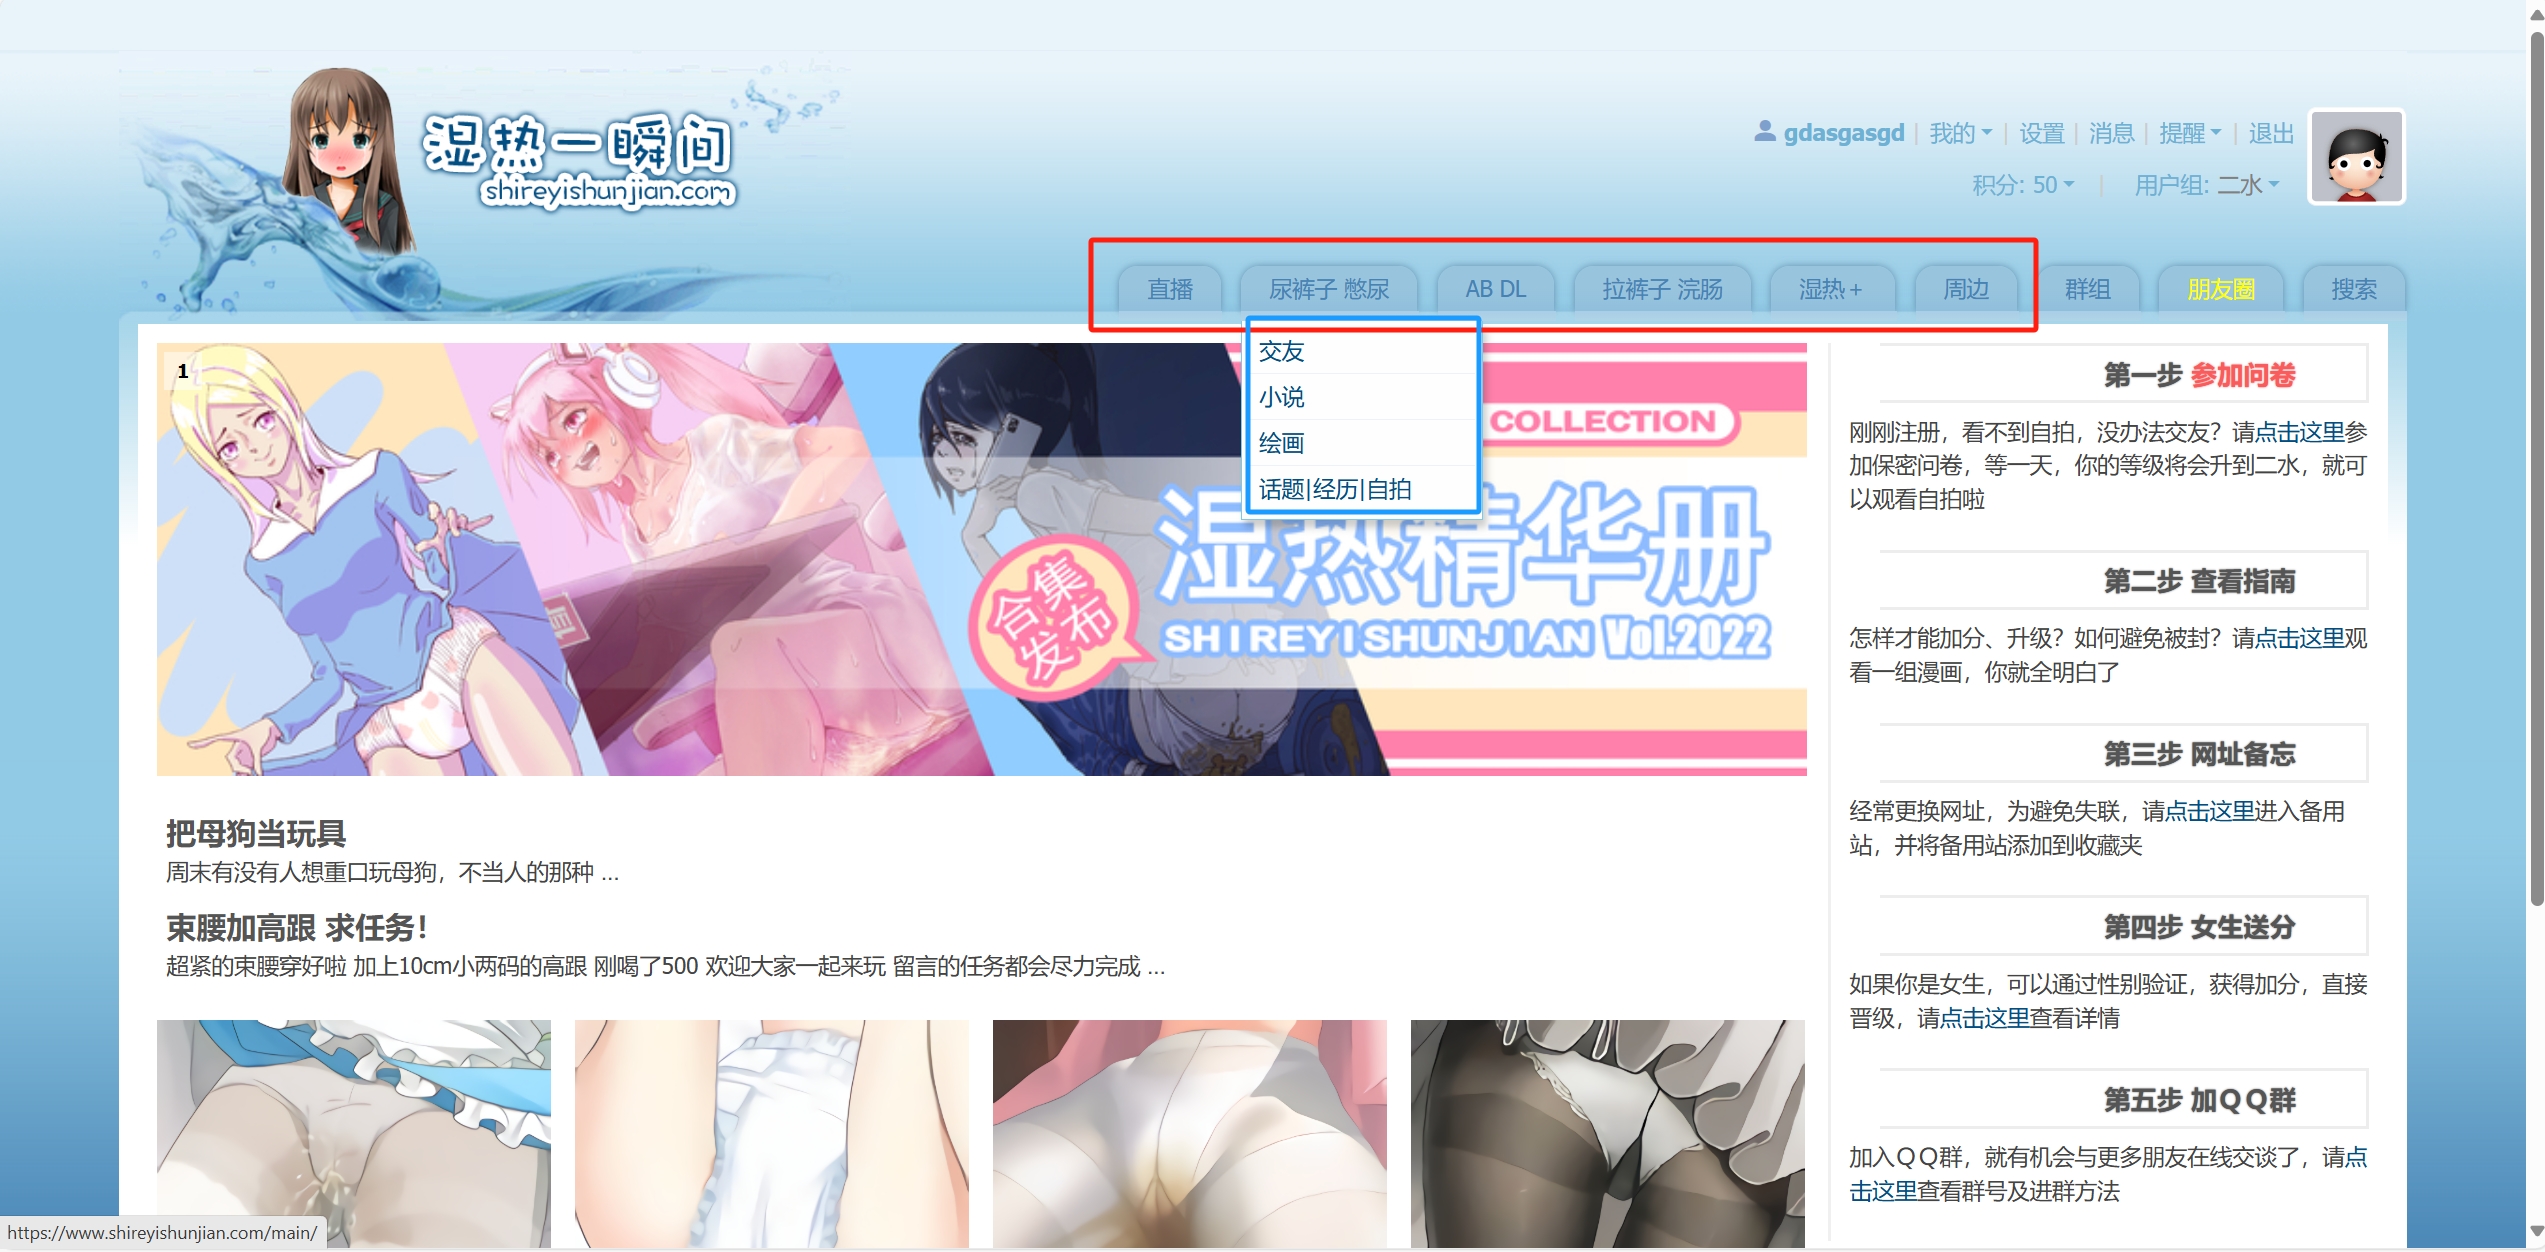 湿热一瞬间
shireyishunjian.com
gdasgasgd | 我的 | 设置 | 消息 | 提醒 | 退出
积分: 50 | 用户组: 二水
直播 尿裤子 憋尿 AB DL 拉裤子 浣肠 湿热+ 周边 群组 朋友圈 搜索
交友
小说
绘画
话题|经历|自拍
1
COLLECTION
湿热精华册
合集
发布
SHIREYISHUNJIAN Vol.2022
把母狗当玩具
周末有没有人想重口玩母狗，不当人的那种 ...
束腰加高跟 求任务！
超紧的束腰穿好啦 加上10cm小两码的高跟 刚喝了500 欢迎大家一起来玩 留言的任务都会尽力完成 ...
第一步 参加问卷
刚刚注册，看不到自拍，没办法交友？请点击这里参
加保密问卷，等一天，你的等级将会升到二水，就可
以观看自拍啦
第二步 查看指南
怎样才能加分、升级？如何避免被封？请点击这里观
看一组漫画，你就全明白了
第三步 网址备忘
经常更换网址，为避免失联，请点击这里进入备用
站，并将备用站添加到收藏夹
第四步 女生送分
如果你是女生，可以通过性别验证，获得加分，直接
晋级，请点击这里查看详情
第五步 加ＱＱ群
加入ＱＱ群，就有机会与更多朋友在线交谈了，请点
击这里查看群号及进群方法
https://www.shireyishunjian.com/main/